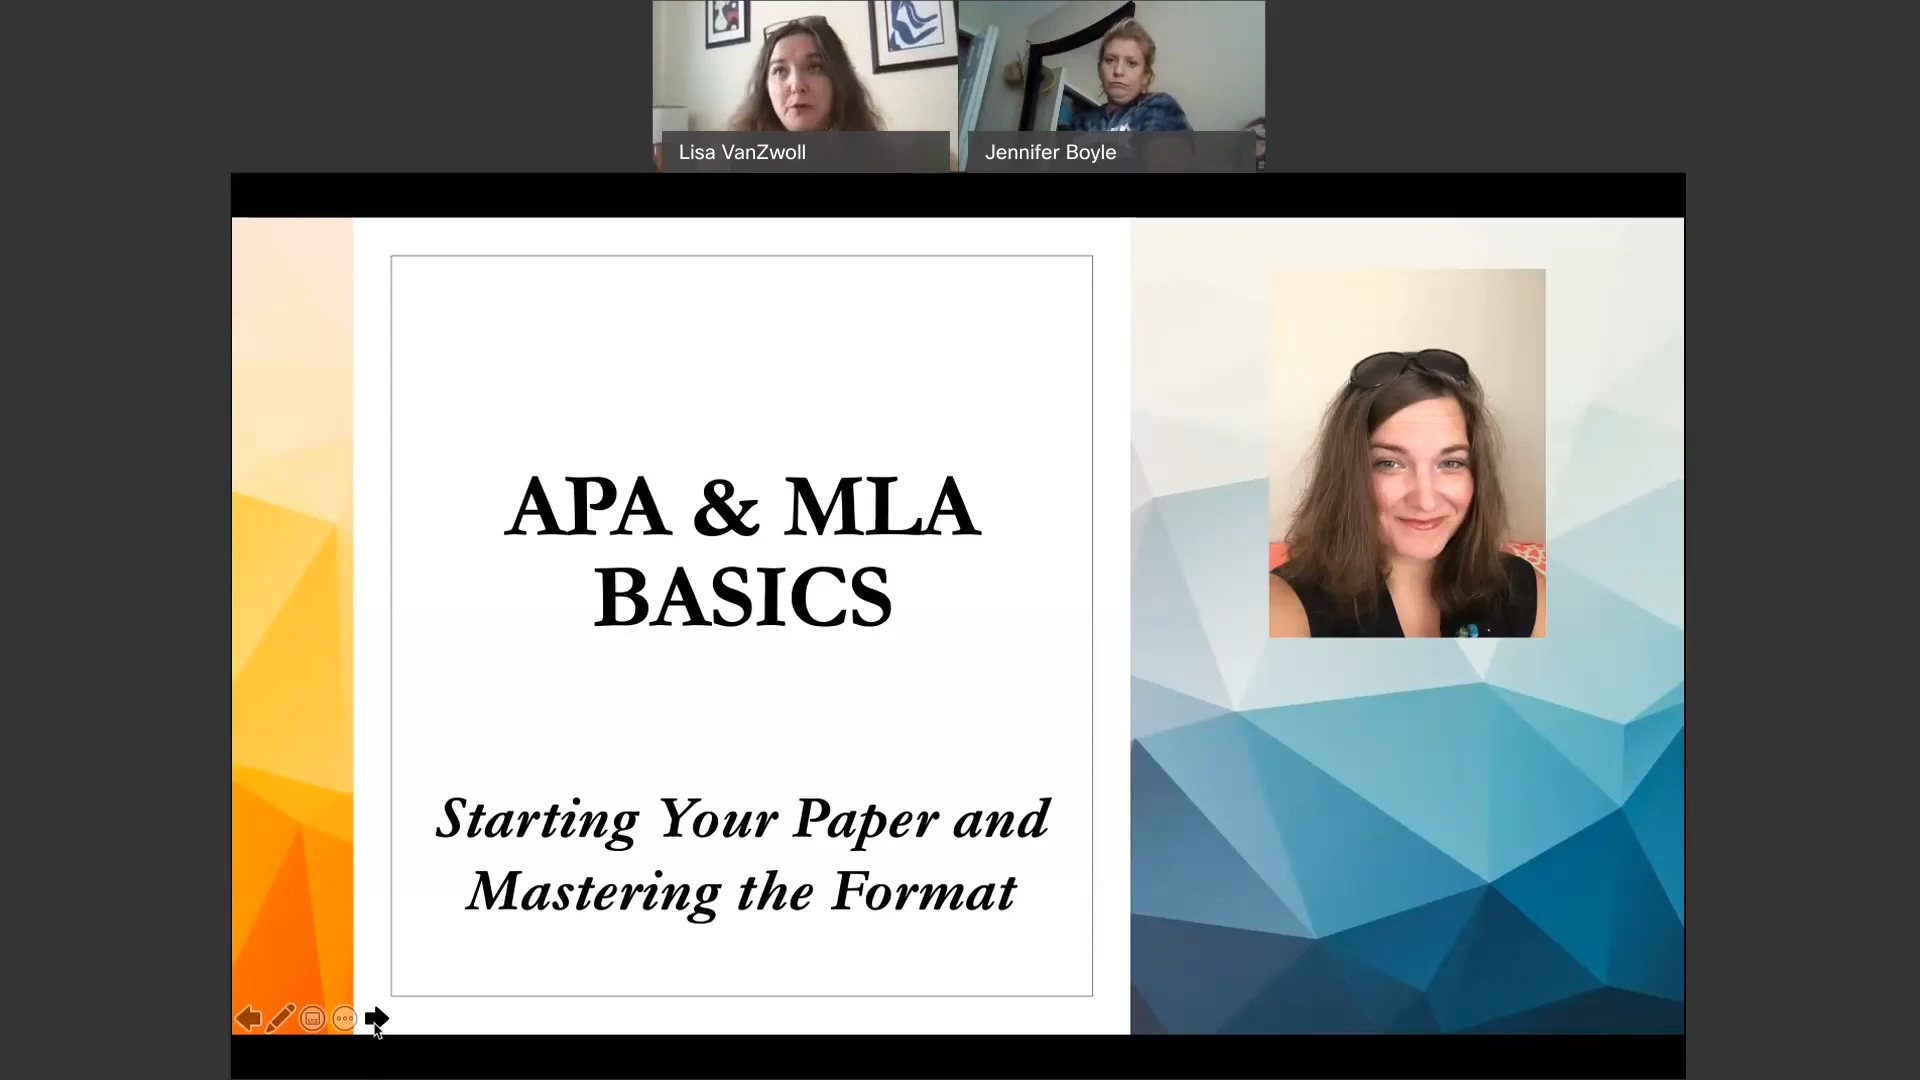 Lisa VanZwoll
Jennifer Boyle
APA & MLA
BASICS
Starting Your Paper and
Mastering the Format